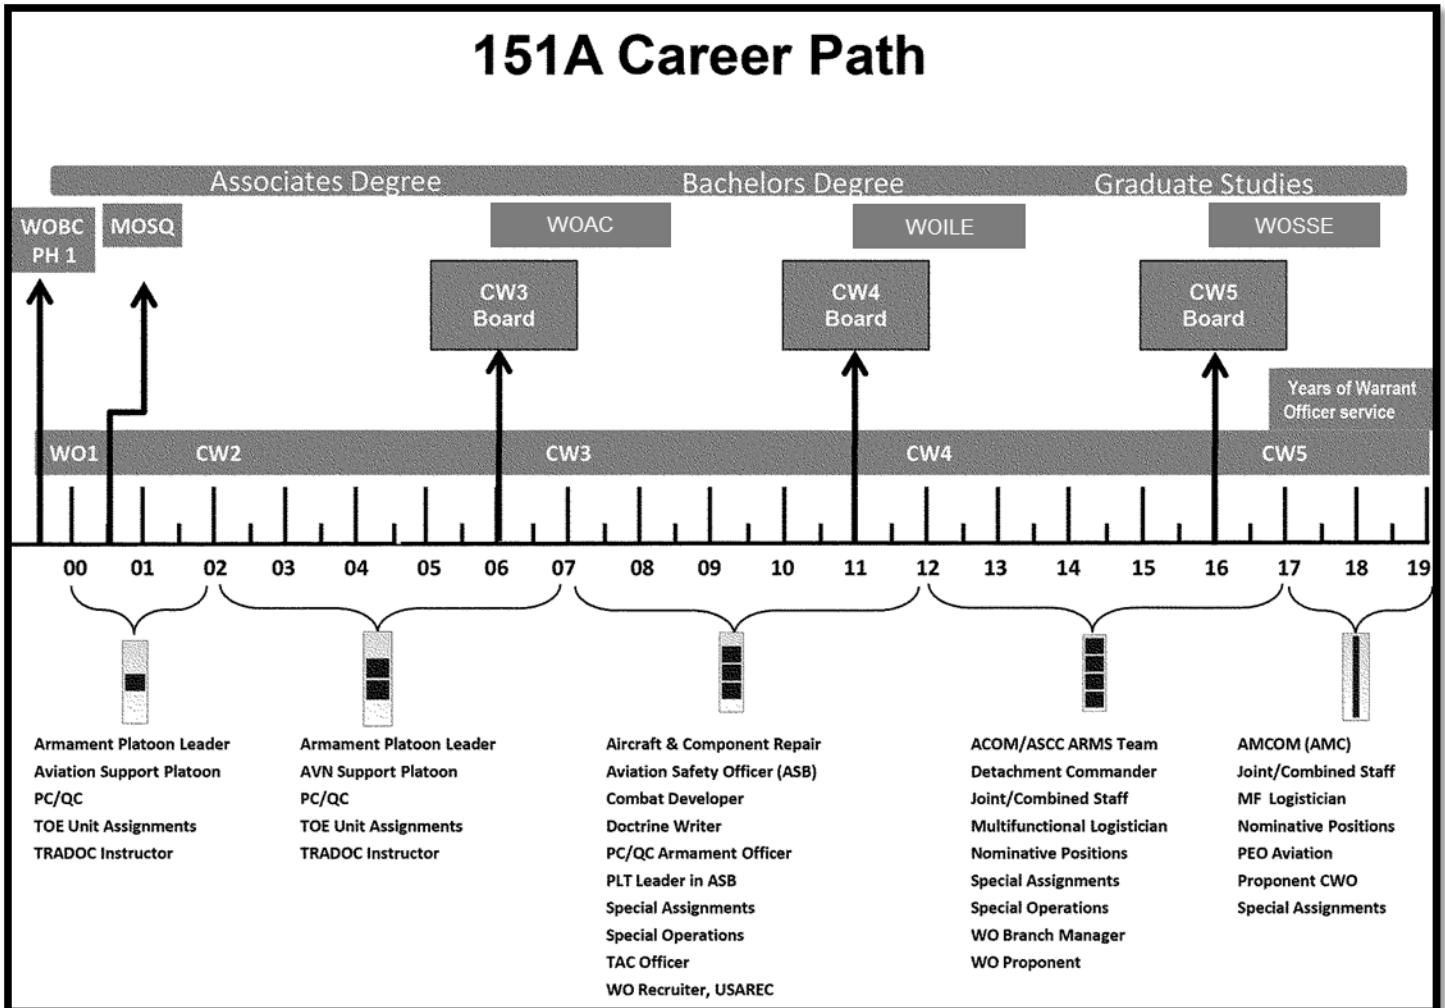 151A Career Path
Associates Degree
Bachelors Degree
Graduate Studies
WOBC
PH 1
MOSQ
WOAC
WOILE
WOSSE
CW3
Board
CW4
Board
CW5
Board
Years of Warrant
Officer service
WO1
CW2
CW3
CW4
CW5
00 01 02 03 04 05 06 07 08 09 10 11 12 13 14 15 16 17 18 19
Armament Platoon Leader
Aviation Support Platoon
PC/QC
TOE Unit Assignments
TRADOC Instructor
Armament Platoon Leader
AVN Support Platoon
PC/QC
TOE Unit Assignments
TRADOC Instructor
Aircraft & Component Repair
Aviation Safety Officer (ASB)
Combat Developer
Doctrine Writer
PC/QC Armament Officer
PLT Leader in ASB
Special Assignments
Special Operations
TAC Officer
WO Recruiter, USAREC
ACOM/ASCC ARMS Team
Detachment Commander
Joint/Combined Staff
Multifunctional Logistician
Nominative Positions
Special Assignments
Special Operations
WO Branch Manager
WO Proponent
AMCOM (AMC)
Joint/Combined Staff
MF Logistician
Nominative Positions
PEO Aviation
Proponent CWO
Special Assignments